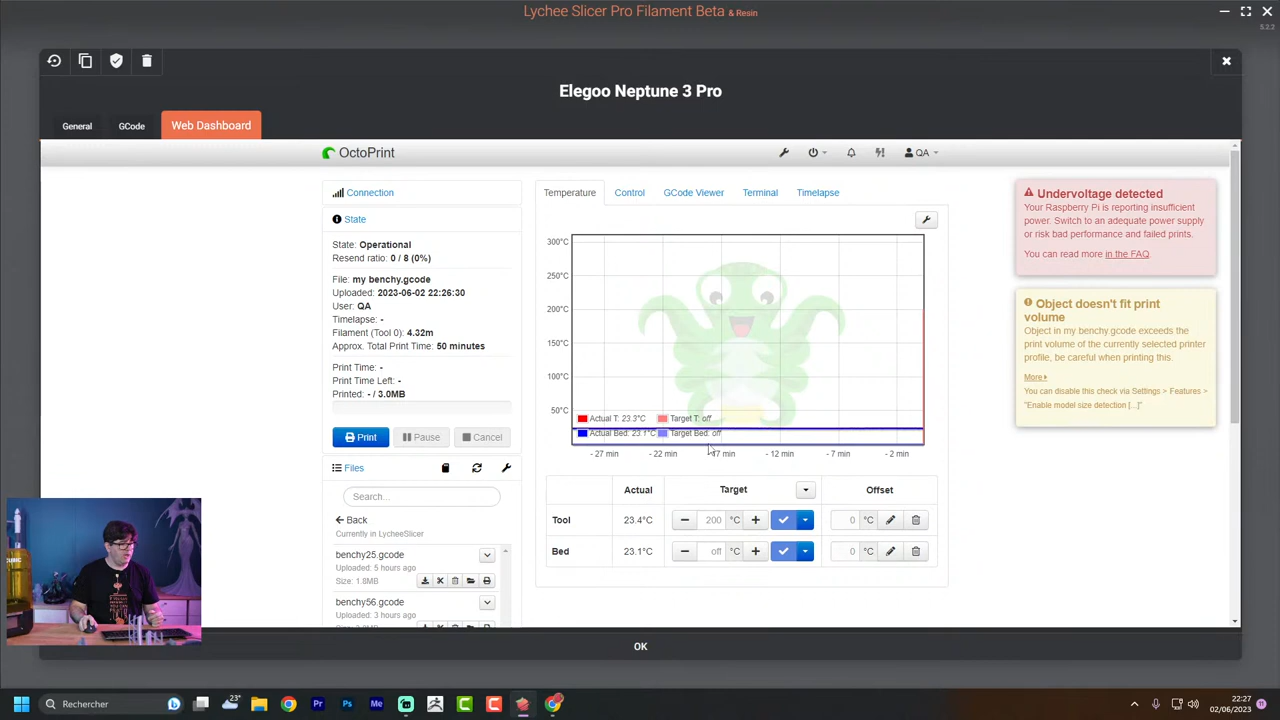 Lychee Slicer Pro Filament Beta & Resin
5.2.2
Elegoo Neptune 3 Pro
General
GCode
Web Dashboard
OctoPrint
QA
Connection
State
State: Operational
Resend ratio: 0 / 8 (0%)
File: my benchy.gcode
Uploaded: 2023-06-02 22:26:30
User: QA
Timelapse: -
Filament (Tool 0): 4.32m
Approx. Total Print Time: 50 minutes
Print Time: -
Print Time Left: -
Printed: - / 3.0MB
Print
Pause
Cancel
Files
Search...
Back
Currently in LycheeSlicer
benchy25.gcode
Uploaded: 5 hours ago
Size: 1.8MB
benchy56.gcode
Uploaded: 3 hours ago
Temperature
Control
GCode Viewer
Terminal
Timelapse
300°C
250°C
200°C
150°C
100°C
50°C
Actual T: 23.3°C
Target T: off
Actual Bed: 23.1°C
Target Bed: off
- 27 min
- 22 min
- 17 min
- 12 min
- 7 min
- 2 min
Actual
Target
Offset
Tool
23.4°C
200 °C
0 °C
Bed
23.1°C
off °C
0 °C
Undervoltage detected
Your Raspberry Pi is reporting insufficient
power. Switch to an adequate power supply
or risk bad performance and failed prints.
You can read more in the FAQ.
Object doesn't fit print
volume
Object in my benchy gcode exceeds the
print volume of the currently selected printer
profile, be careful when printing this.
More
You can disable this check via Settings > Features >
"Enable model size detection [...]"
OK
Rechercher
23°
Pr
Ps
Me
22:27
02/06/2023